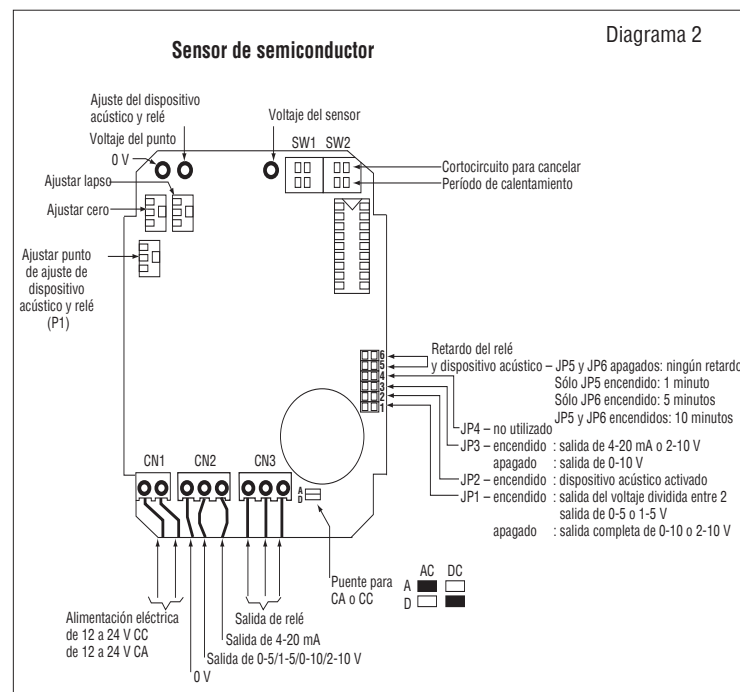 Diagrama 2
Sensor de semiconductor
Ajuste del dispositivo
acústico y relé
Voltaje del sensor
Voltaje del punto
0 V
SW1 SW2
Cortocircuito para cancelar
Período de calentamiento
Ajustar lapso
Ajustar cero
Ajustar punto
de ajuste de
dispositivo
acústico y relé
(P1)
6
5
4
3
2
1
Retardo del relé
y dispositivo acústico – JP5 y JP6 apagados: ningún retardo
Sólo JP5 encendido: 1 minuto
Sólo JP6 encendido: 5 minutos
JP5 y JP6 encendidos: 10 minutos
JP4 – no utilizado
JP3 – encendido : salida de 4-20 mA o 2-10 V
apagado : salida de 0-10 V
JP2 – encendido : dispositivo acústico activado
JP1 – encendido : salida del voltaje dividida entre 2
salida de 0-5 o 1-5 V
apagado : salida completa de 0-10 o 2-10 V
CN1 CN2 CN3
A
D
Puente para
CA o CC
AC DC
A
D
Alimentación eléctrica
de 12 a 24 V CC
de 12 a 24 V CA
Salida de relé
Salida de 4-20 mA
Salida de 0-5/1-5/0-10/2-10 V
0 V